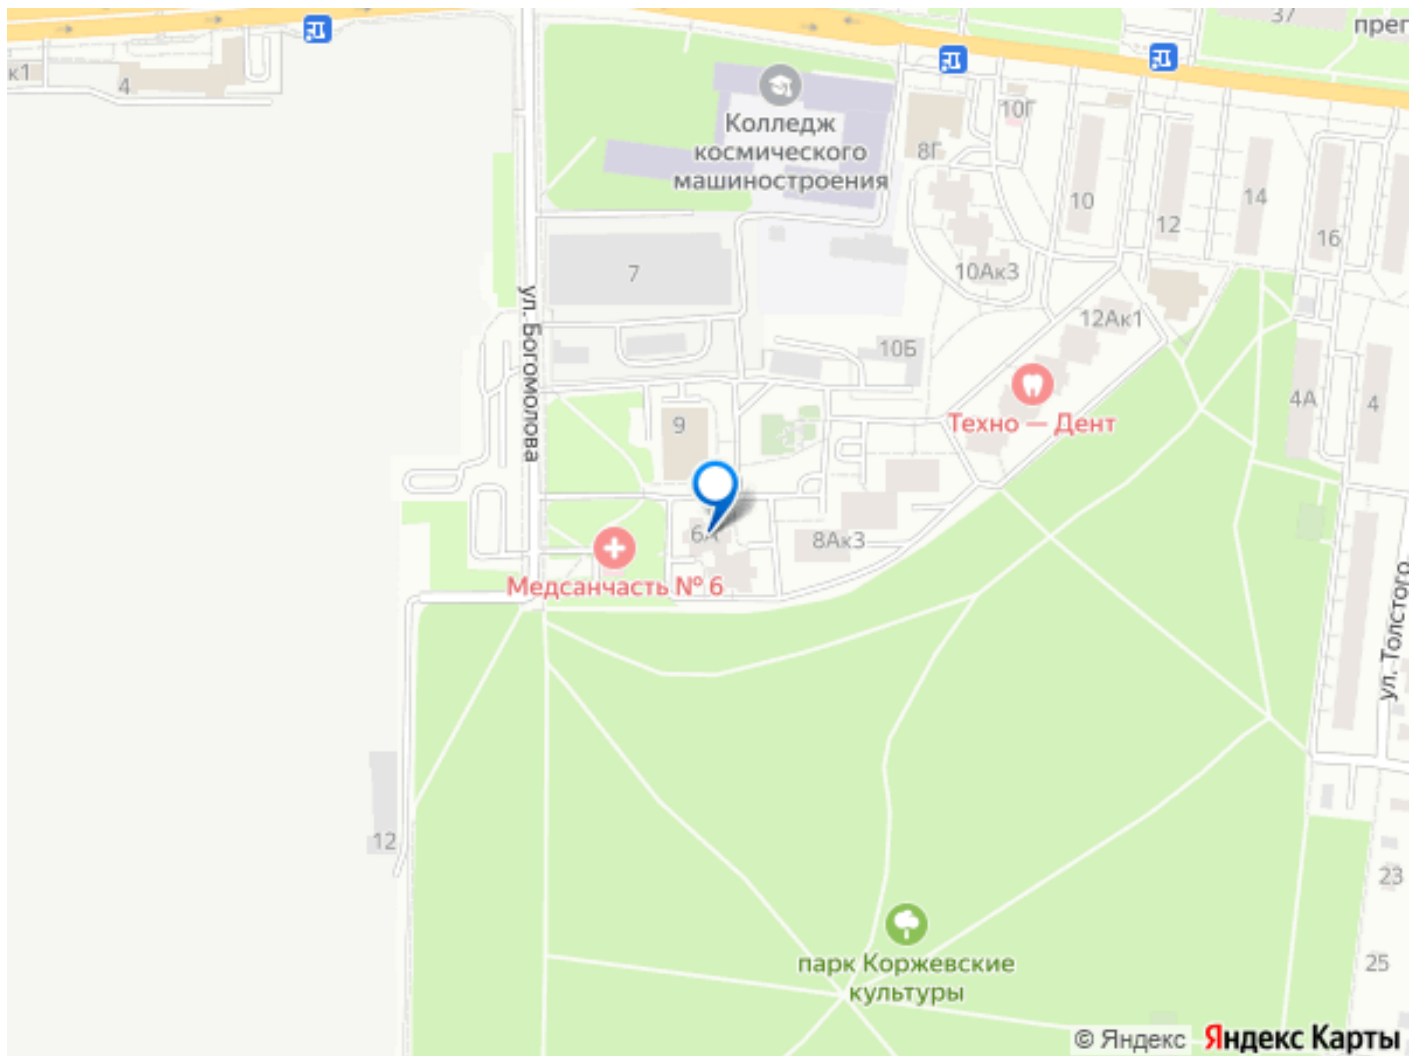 37
преп
к1
4
10Г
Колледж
космического
машиностроения
8Г
10
12
14
16
7
10Ак3
ул. Богомолова
12Ак1
10Б
4А
4
9
Техно — Дент
6А
8Ак3
Медсанчасть № 6
ул. Толстого
12
23
парк Коржевские
культуры
25
© Яндекс Яндекс Карты